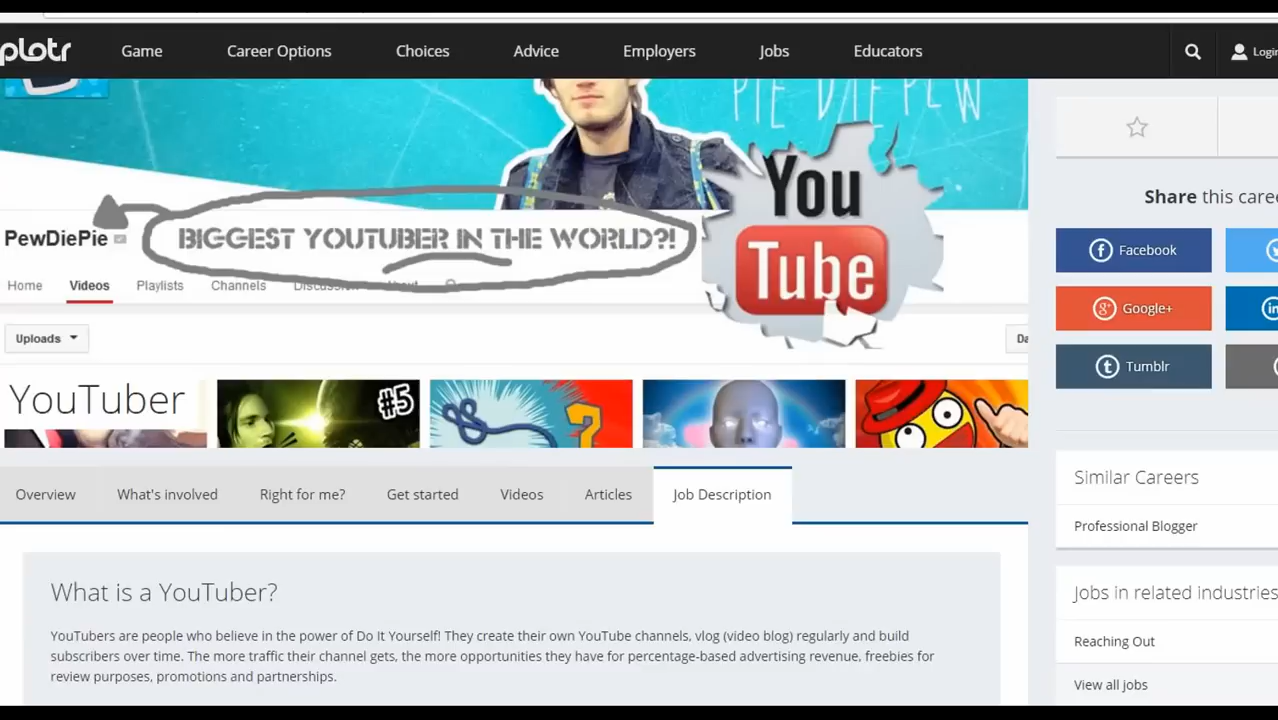 plotr
Game
Career Options
Choices
Advice
Employers
Jobs
Educators
Login
PIE DIE PEW
PewDiePie
BIGGEST YOUTUBER IN THE WORLD?!
You
Tube
Home
Videos
Playlists
Channels
Discussion
About
Uploads
Da
YouTuber
#5
?
Share this care
Facebook
Google+
Tumblr
Overview
What's involved
Right for me?
Get started
Videos
Articles
Job Description
Similar Careers
Professional Blogger
Jobs in related industries
Reaching Out
View all jobs
What is a YouTuber?
YouTubers are people who believe in the power of Do It Yourself! They create their own YouTube channels, vlog (video blog) regularly and build
subscribers over time. The more traffic their channel gets, the more opportunities they have for percentage-based advertising revenue, freebies for
review purposes, promotions and partnerships.